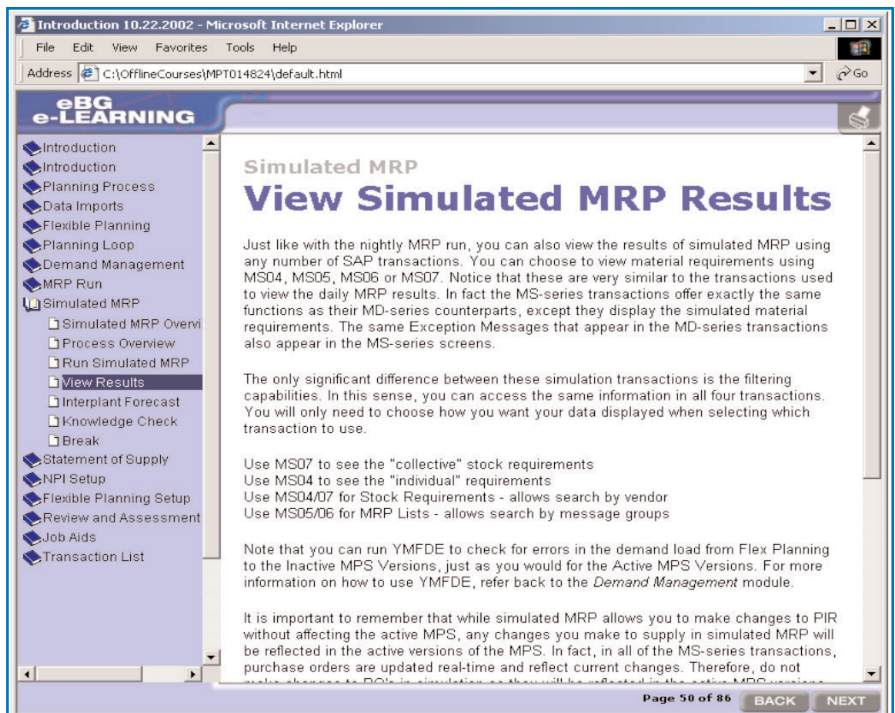 Introduction 10.22.2002 - Microsoft Internet Explorer
File Edit View Favorites Tools Help
Address C:\OfflineCourses\MPT014824\default.html Go
eBG
e-LEARNING
Introduction
Introduction
Planning Process
Data Imports
Flexible Planning
Planning Loop
Demand Management
MRP Run
Simulated MRP
Simulated MRP Overvi
Process Overview
Run Simulated MRP
View Results
Interplant Forecast
Knowledge Check
Break
Statement of Supply
NPI Setup
Flexible Planning Setup
Review and Assessment
Job Aids
Transaction List
Simulated MRP
View Simulated MRP Results
Just like with the nightly MRP run, you can also view the results of simulated MRP using
any number of SAP transactions. You can choose to view material requirements using
MS04, MS05, MS06 or MS07. Notice that these are very similar to the transactions used
to view the daily MRP results. In fact the MS-series transactions offer exactly the same
functions as their MD-series counterparts, except they display the simulated material
requirements. The same Exception Messages that appear in the MD-series transactions
also appear in the MS-series screens.
The only significant difference between these simulation transactions is the filtering
capabilities. In this sense, you can access the same information in all four transactions.
You will only need to choose how you want your data displayed when selecting which
transaction to use.
Use MS07 to see the "collective" stock requirements
Use MS04 to see the "individual" requirements
Use MS04/07 for Stock Requirements - allows search by vendor
Use MS05/06 for MRP Lists - allows search by message groups
Note that you can run YMFDE to check for errors in the demand load from Flex Planning
to the Inactive MPS Versions, just as you would for the Active MPS Versions. For more
information on how to use YMFDE, refer back to the Demand Management module.
It is important to remember that while simulated MRP allows you to make changes to PIR
without affecting the active MPS, any changes you make to supply in simulated MRP will
be reflected in the active versions of the MPS. In fact, in all of the MS-series transactions,
purchase orders are updated real-time and reflect current changes. Therefore, do not
make changes to PO's in simulation as they will be reflected in the active MPS versions
Page 50 of 86 BACK NEXT